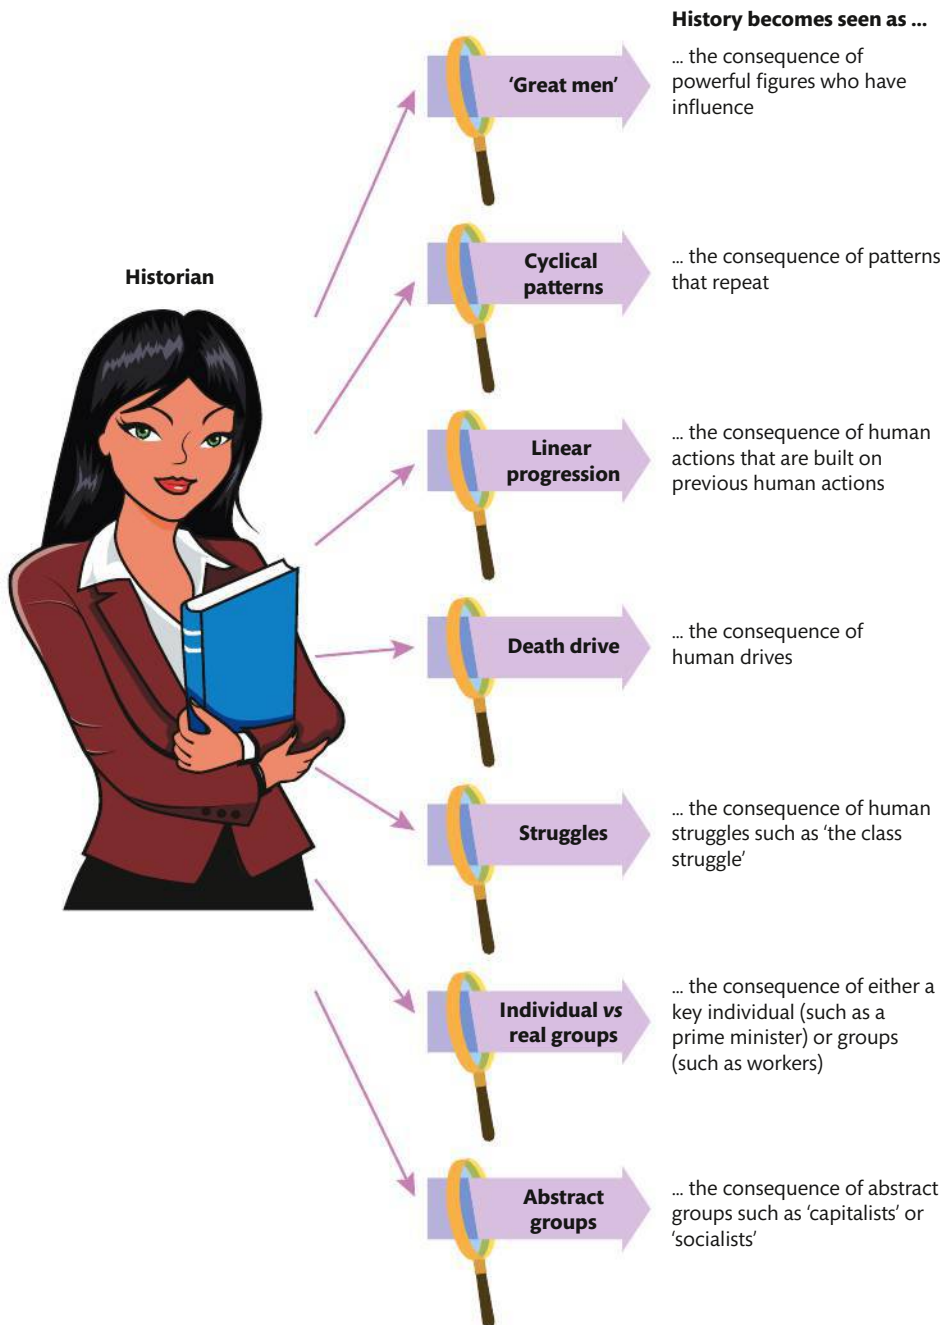 History becomes seen as ...
'Great men'
... the consequence of
powerful figures who have
influence
Historian
Cyclical
patterns
... the consequence of patterns
that repeat
Linear
progression
... the consequence of human
actions that are built on
previous human actions
Death drive
... the consequence of
human drives
Struggles
... the consequence of human
struggles such as 'the class
struggle'
Individual vs
real groups
... the consequence of either a
key individual (such as a
prime minister) or groups
(such as workers)
Abstract
groups
... the consequence of abstract
groups such as 'capitalists' or
'socialists'